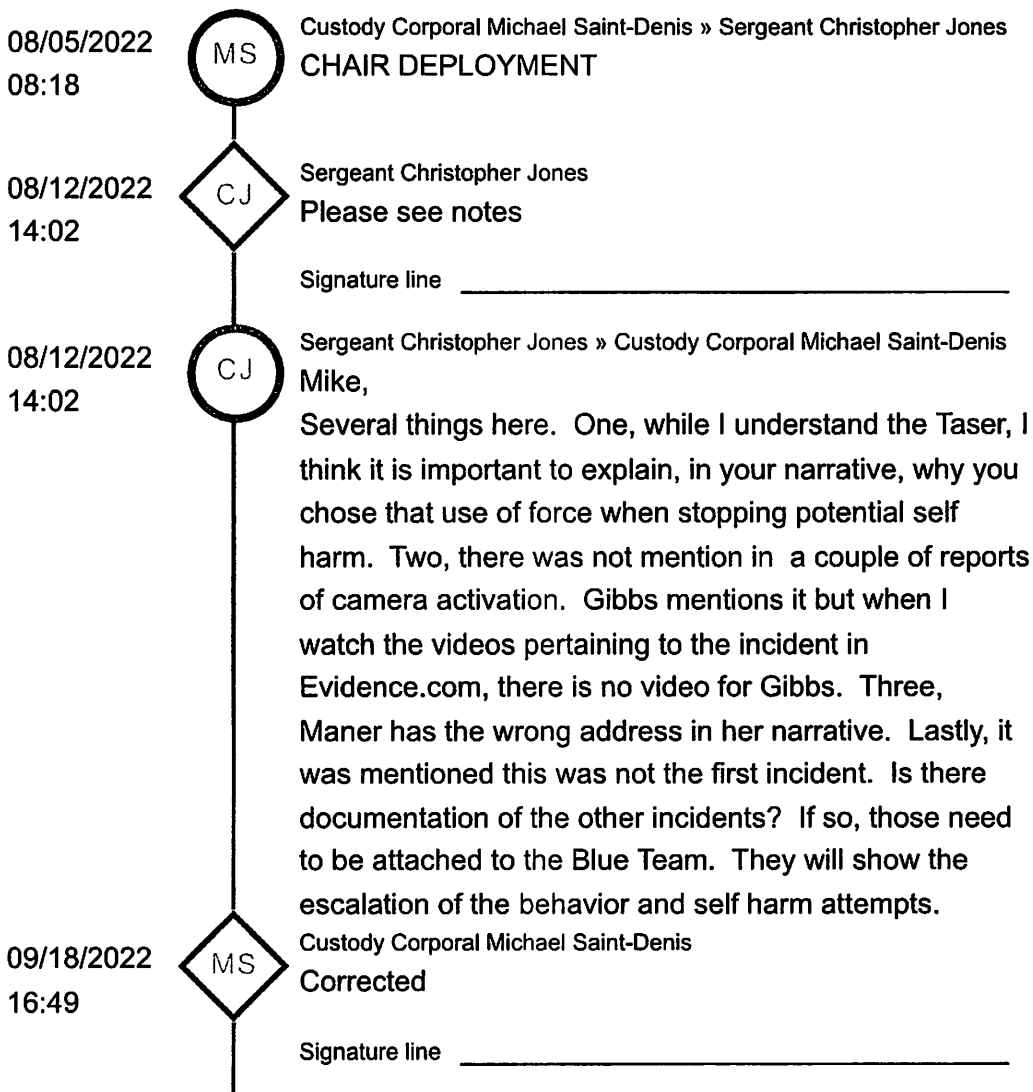 08/05/2022
08:18
MS
Custody Corporal Michael Saint-Denis » Sergeant Christopher Jones
CHAIR DEPLOYMENT
08/12/2022
14:02
CJ
Sergeant Christopher Jones
Please see notes
Signature line
08/12/2022
14:02
CJ
Sergeant Christopher Jones » Custody Corporal Michael Saint-Denis
Mike,
Several things here. One, while I understand the Taser, I
think it is important to explain, in your narrative, why you
chose that use of force when stopping potential self
harm. Two, there was not mention in a couple of reports
of camera activation. Gibbs mentions it but when I
watch the videos pertaining to the incident in
Evidence.com, there is no video for Gibbs. Three,
Maner has the wrong address in her narrative. Lastly, it
was mentioned this was not the first incident. Is there
documentation of the other incidents? If so, those need
to be attached to the Blue Team. They will show the
escalation of the behavior and self harm attempts.
09/18/2022
16:49
MS
Custody Corporal Michael Saint-Denis
Corrected
Signature line